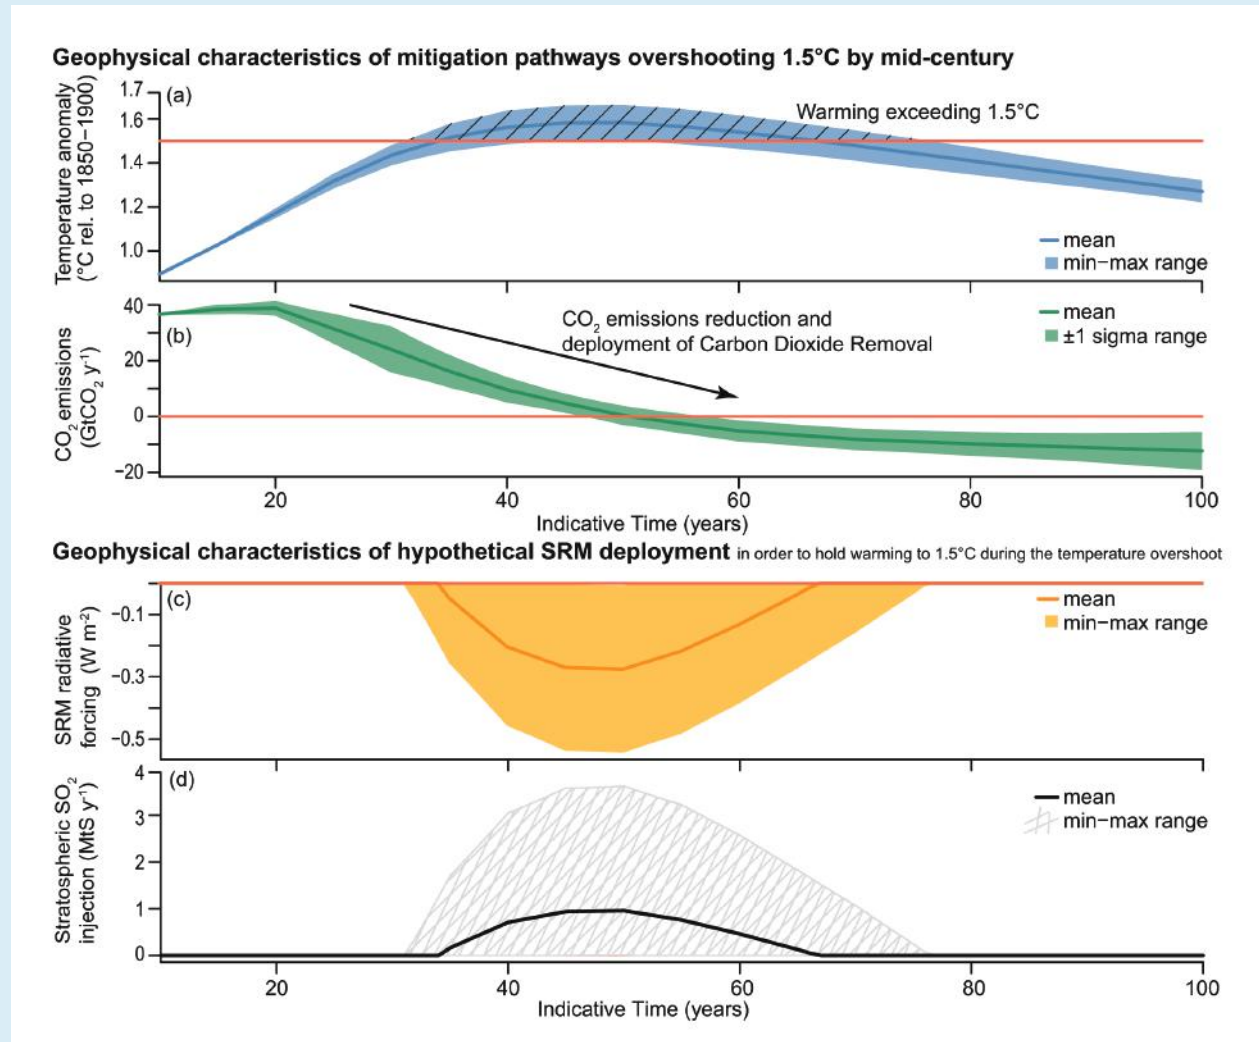 Geophysical characteristics of mitigation pathways overshooting 1.5°C by mid-century
(a)
Temperature anomaly
(°C rel. to 1850−1900)
1.7
1.6
1.4
1.2
1.0
Warming exceeding 1.5°C
mean
min−max range
(b)
CO2 emissions
(GtCO2 y-1)
40
20
0
−20
CO2 emissions reduction and
deployment of Carbon Dioxide Removal
mean
±1 sigma range
20 40 60 80 100
Indicative Time (years)
Geophysical characteristics of hypothetical SRM deployment in order to hold warming to 1.5°C during the temperature overshoot
(c)
SRM radiative
forcing (W m-2)
−0.1
−0.3
−0.5
mean
min−max range
(d)
Stratospheric SO2
injection (MtS y-1)
4
3
2
1
0
mean
min−max range
20 40 60 80 100
Indicative Time (years)